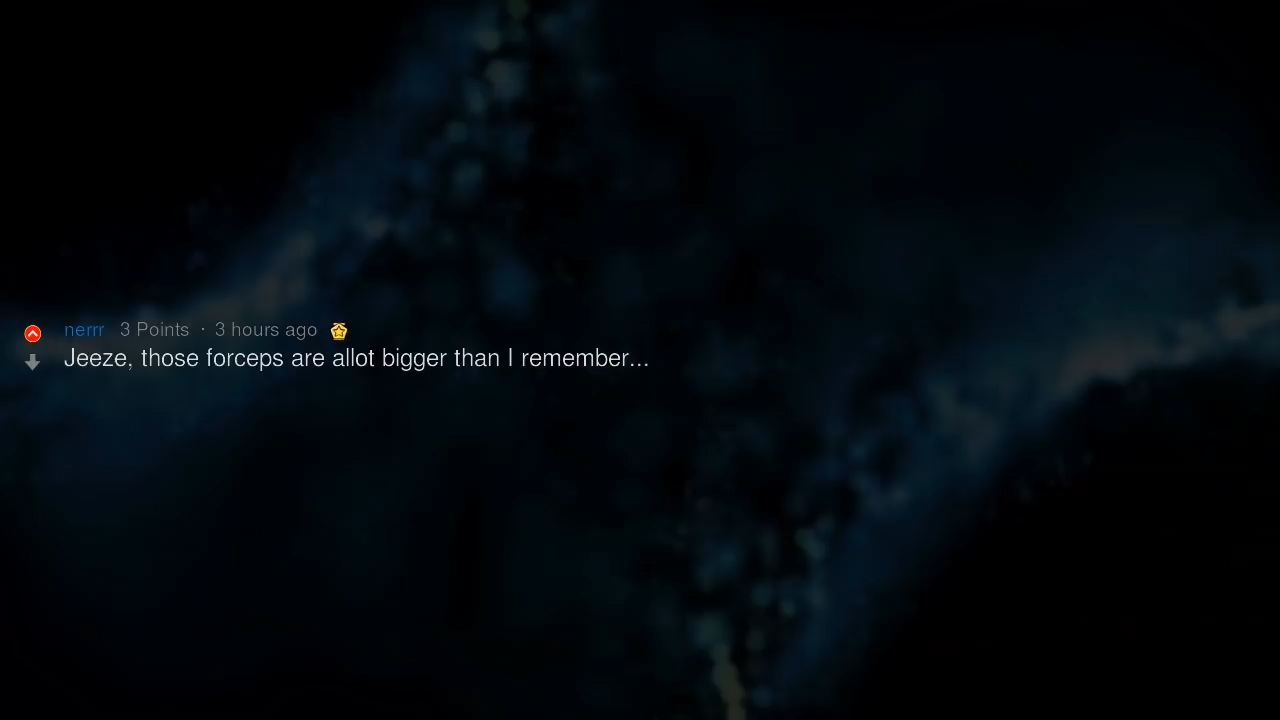 nerrr 3 Points · 3 hours ago
Jeeze, those forceps are allot bigger than I remember...